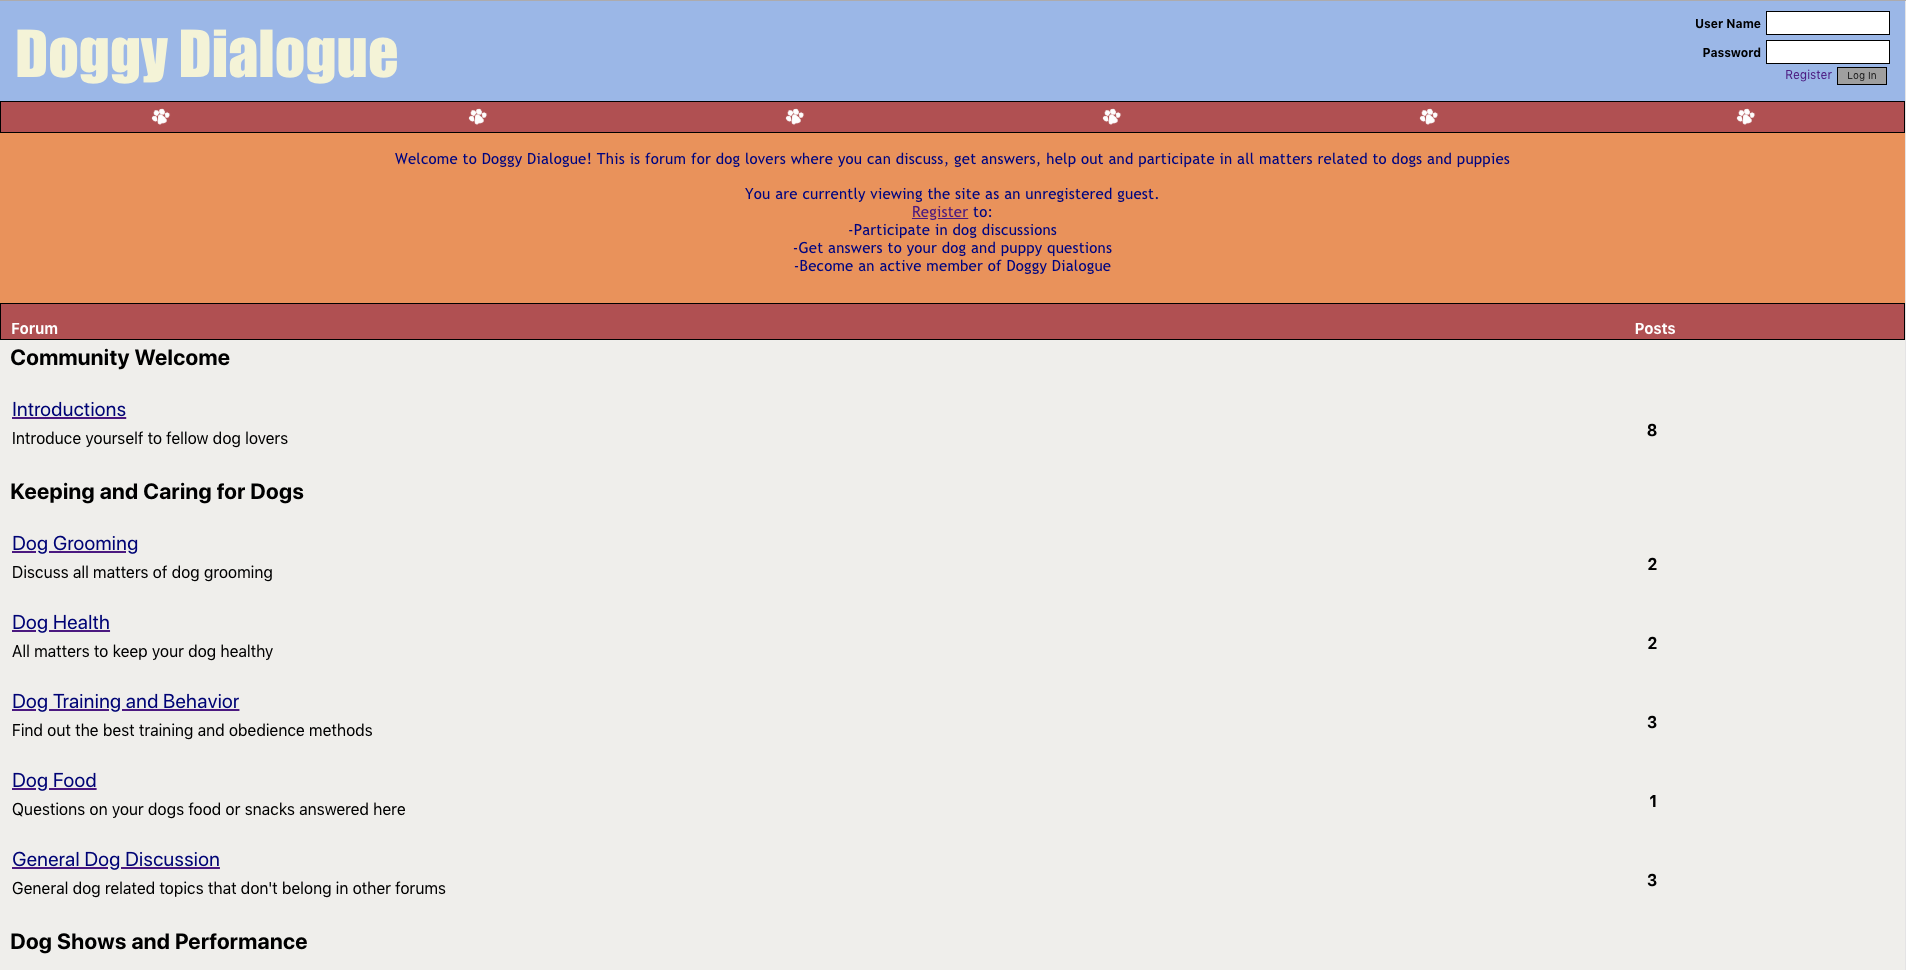 Doggy Dialogue
User Name
Password
Register Log In
Welcome to Doggy Dialogue! This is forum for dog lovers where you can discuss, get answers, help out and participate in all matters related to dogs and puppies
You are currently viewing the site as an unregistered guest.
Register to:
-Participate in dog discussions
-Get answers to your dog and puppy questions
-Become an active member of Doggy Dialogue
Forum Posts
Community Welcome
Introductions
Introduce yourself to fellow dog lovers
8
Keeping and Caring for Dogs
Dog Grooming
Discuss all matters of dog grooming
2
Dog Health
All matters to keep your dog healthy
2
Dog Training and Behavior
Find out the best training and obedience methods
3
Dog Food
Questions on your dogs food or snacks answered here
1
General Dog Discussion
General dog related topics that don't belong in other forums
3
Dog Shows and Performance